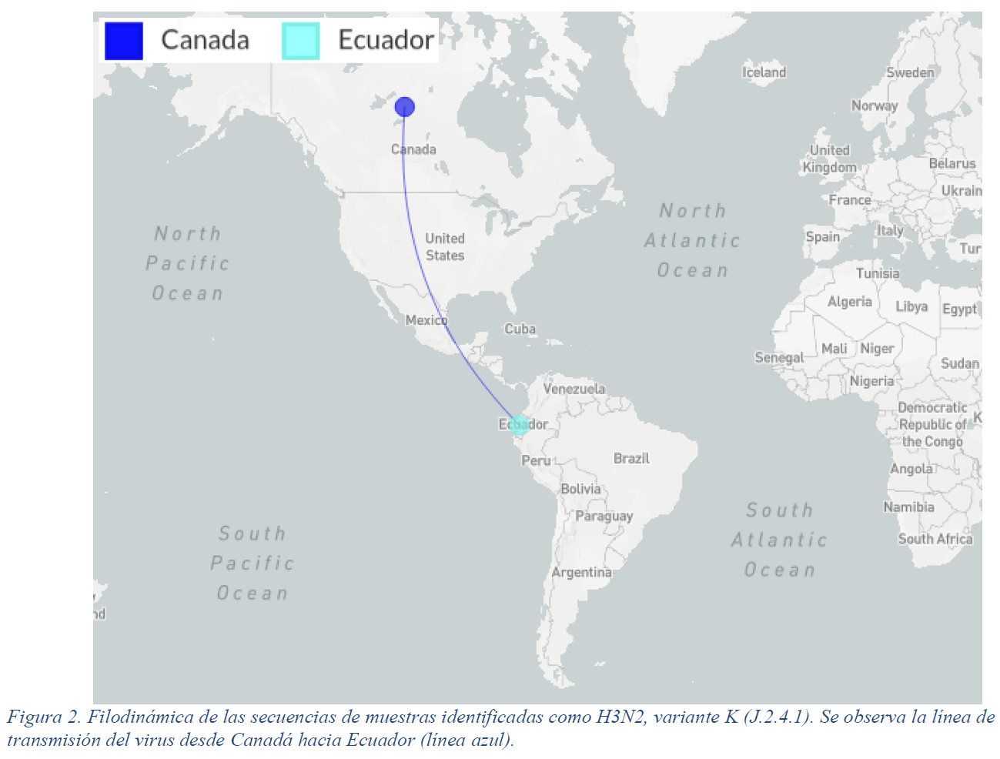 Canada Ecuador
Iceland
Sweden
Norway
Canada
United
Kingdom
Belarus
Ukrain
France
North
Atlantic
Ocean
North
Pacific
Ocean
United
States
Spain
Italy
Tur
Tunisia
Algeria
Libya
Egypt
Mexico
Cuba
Senegal
Mali
Niger
Sudan
Nigeria
Venezuela
Democratic
Republic of
the Congo
K
Ecuador
Peru
Brazil
Angola
Bolivia
Namibia
Paraguay
South
Atlantic
Ocean
South Africa
South
Pacific
Ocean
Argentina
nd
Figura 2. Filodinámica de las secuencias de muestras identificadas como H3N2, variante K (J.2.4.1). Se observa la línea de
transmisión del virus desde Canadá hacia Ecuador (línea azul).